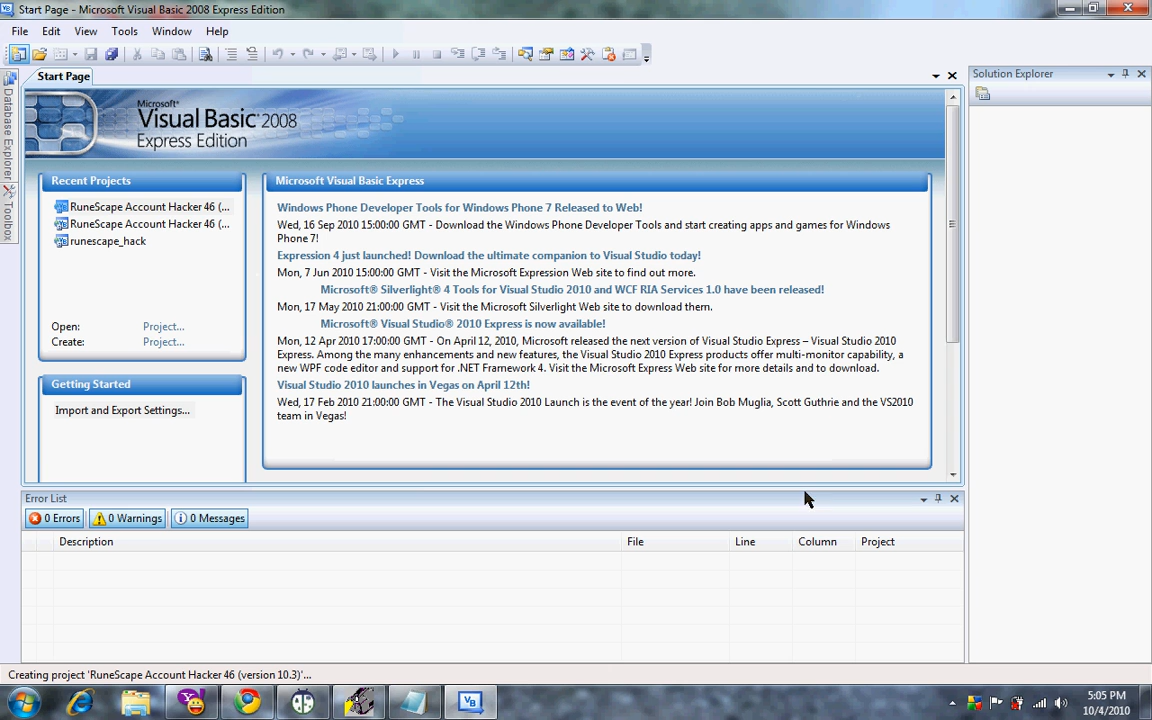 Start Page - Microsoft Visual Basic 2008 Express Edition
File Edit View Tools Window Help
Start Page
Solution Explorer
Database Explorer
Toolbox
Microsoft®
Visual Basic® 2008
Express Edition
Recent Projects
RuneScape Account Hacker 46 (...
RuneScape Account Hacker 46 (...
runescape_hack
Open: Project...
Create: Project...
Getting Started
Import and Export Settings...
Microsoft Visual Basic Express
Windows Phone Developer Tools for Windows Phone 7 Released to Web!
Wed, 16 Sep 2010 15:00:00 GMT - Download the Windows Phone Developer Tools and start creating apps and games for Windows
Phone 7!
Expression 4 just launched! Download the ultimate companion to Visual Studio today!
Mon, 7 Jun 2010 15:00:00 GMT - Visit the Microsoft Expression Web site to find out more.
Microsoft® Silverlight® 4 Tools for Visual Studio 2010 and WCF RIA Services 1.0 have been released!
Mon, 17 May 2010 21:00:00 GMT - Visit the Microsoft Silverlight Web site to download them.
Microsoft® Visual Studio® 2010 Express is now available!
Mon, 12 Apr 2010 17:00:00 GMT - On April 12, 2010, Microsoft released the next version of Visual Studio Express – Visual Studio 2010
Express. Among the many enhancements and new features, the Visual Studio 2010 Express products offer multi-monitor capability, a
new WPF code editor and support for .NET Framework 4. Visit the Microsoft Express Web site for more details and to download.
Visual Studio 2010 launches in Vegas on April 12th!
Wed, 17 Feb 2010 21:00:00 GMT - The Visual Studio 2010 Launch is the event of the year! Join Bob Muglia, Scott Guthrie and the VS2010
team in Vegas!
Error List
0 Errors 0 Warnings 0 Messages
Description File Line Column Project
Creating project 'RuneScape Account Hacker 46 (version 10.3)'...
5:05 PM
10/4/2010